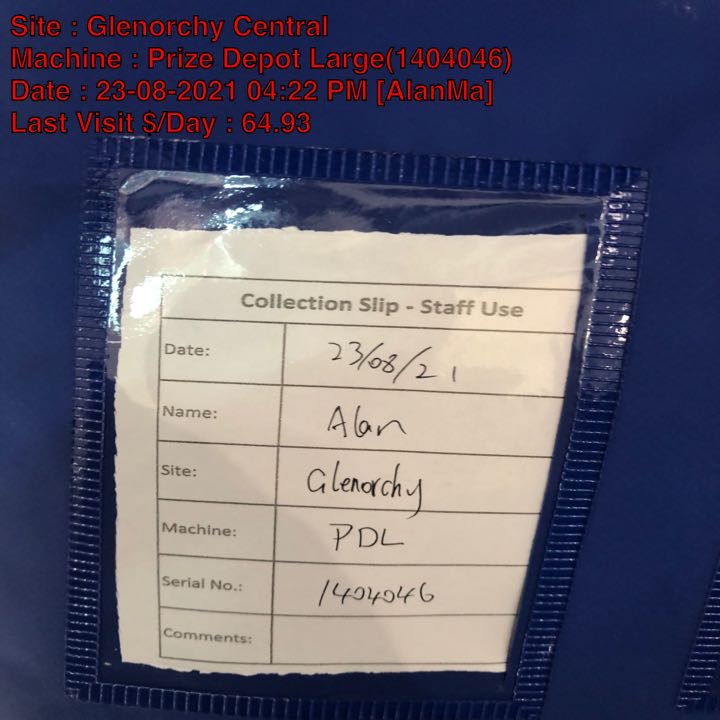 Site : Glenorchy Central
Machine : Prize Depot Large(1404046)
Date : 23-08-2021 04:22 PM [AlanMa]
Last Visit $/Day : 64.93
Collection Slip - Staff Use
Date: 23/08/21
Name: Alan
Site: Glenorchy
Machine: PDL
Serial No.: 1404046
Comments: